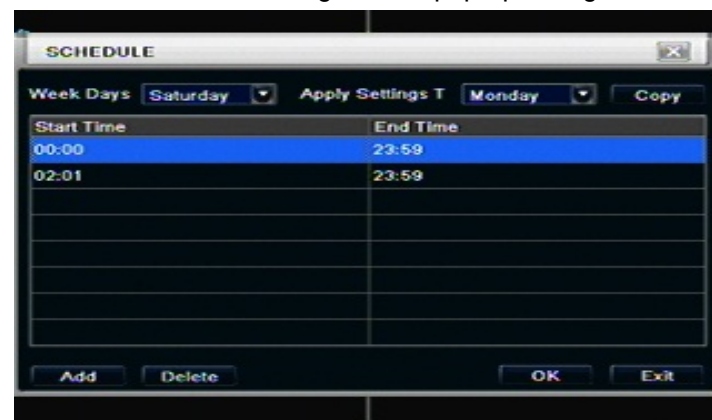 SCHEDULE
Week Days Saturday Apply Settings T Monday Copy
Start Time End Time
00:00 23:59
02:01 23:59
Add Delete OK Exit